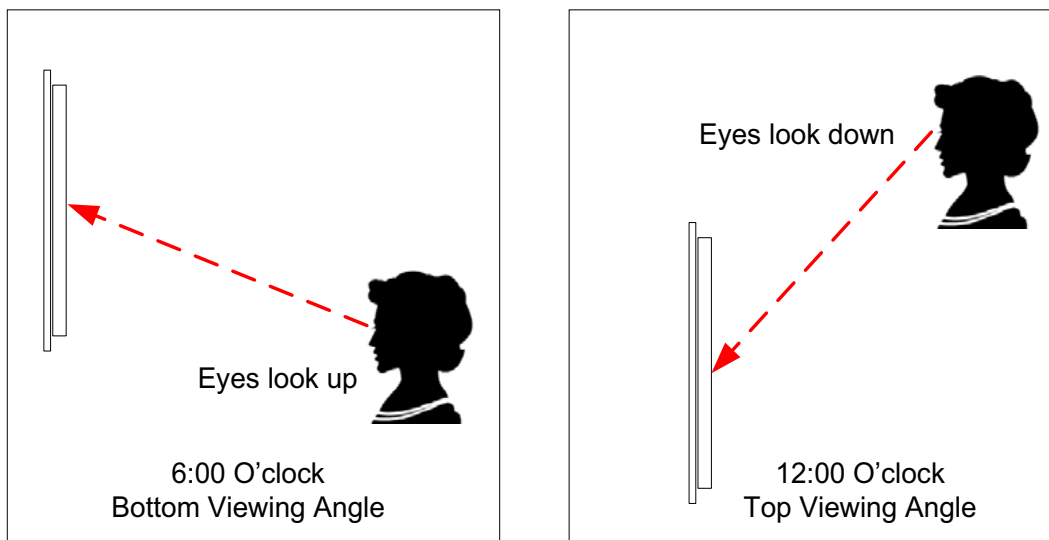 Eyes look up
6:00 O’clock
Bottom Viewing Angle
Eyes look down
12:00 O’clock
Top Viewing Angle